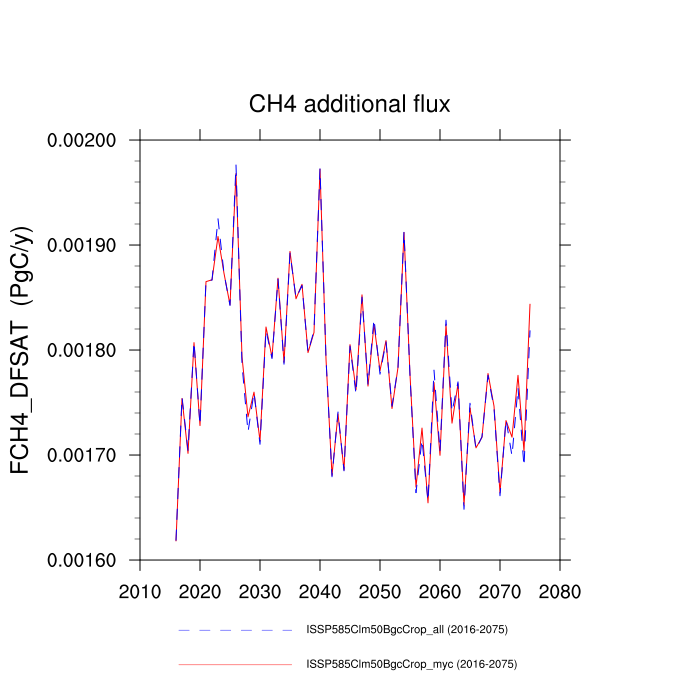 CH4 additional flux
FCH4_DFSAT (PgC/y)
0.00200
0.00190
0.00180
0.00170
0.00160
2010 2020 2030 2040 2050 2060 2070 2080
ISSP585Clm50BgcCrop_all (2016-2075)
ISSP585Clm50BgcCrop_myc (2016-2075)